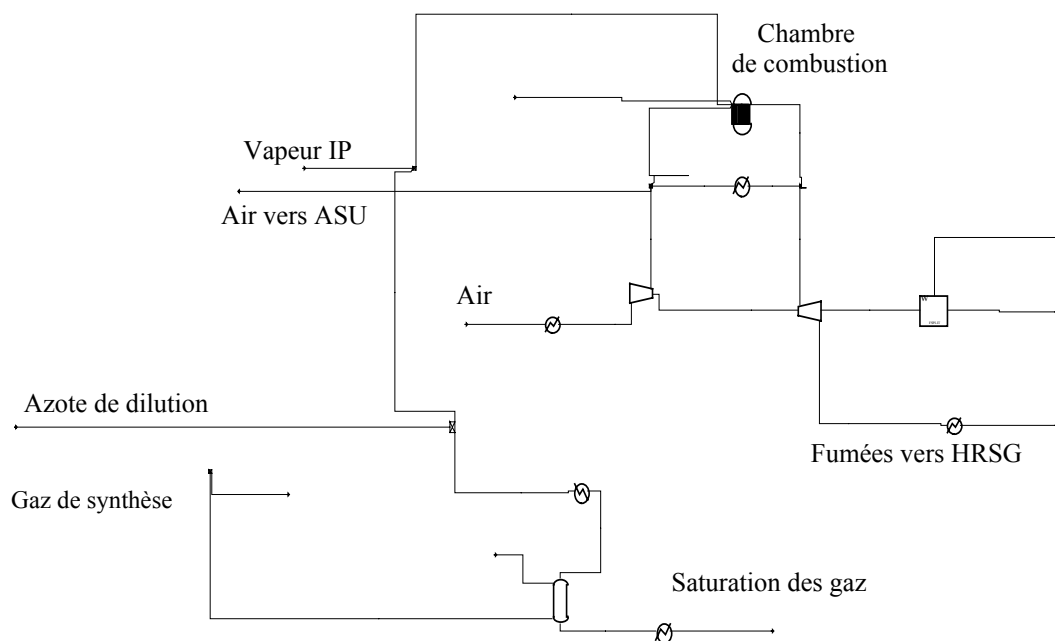 Chambre
de combustion
Vapeur IP
Air vers ASU
Air
W
Azote de dilution
Fumées vers HRSG
Gaz de synthèse
Saturation des gaz